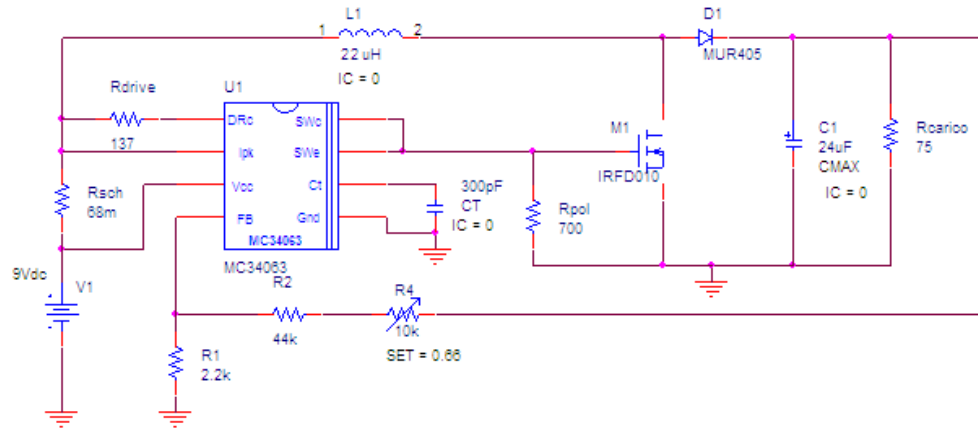 L1
1
2
22 uH
IC = 0
D1
MUR405
Rdrive
137
U1
DRc
SWc
Ipk
SWe
Vcc
Ct
FB
Gnd
MC34063
MC34063
Rsch
68m
300pF
CT
IC = 0
M1
IRFD010
Rpol
700
C1
24uF
CMAX
IC = 0
Rcarico
75
9Vdc
V1
R2
44k
R4
10k
SET = 0.66
R1
2.2k